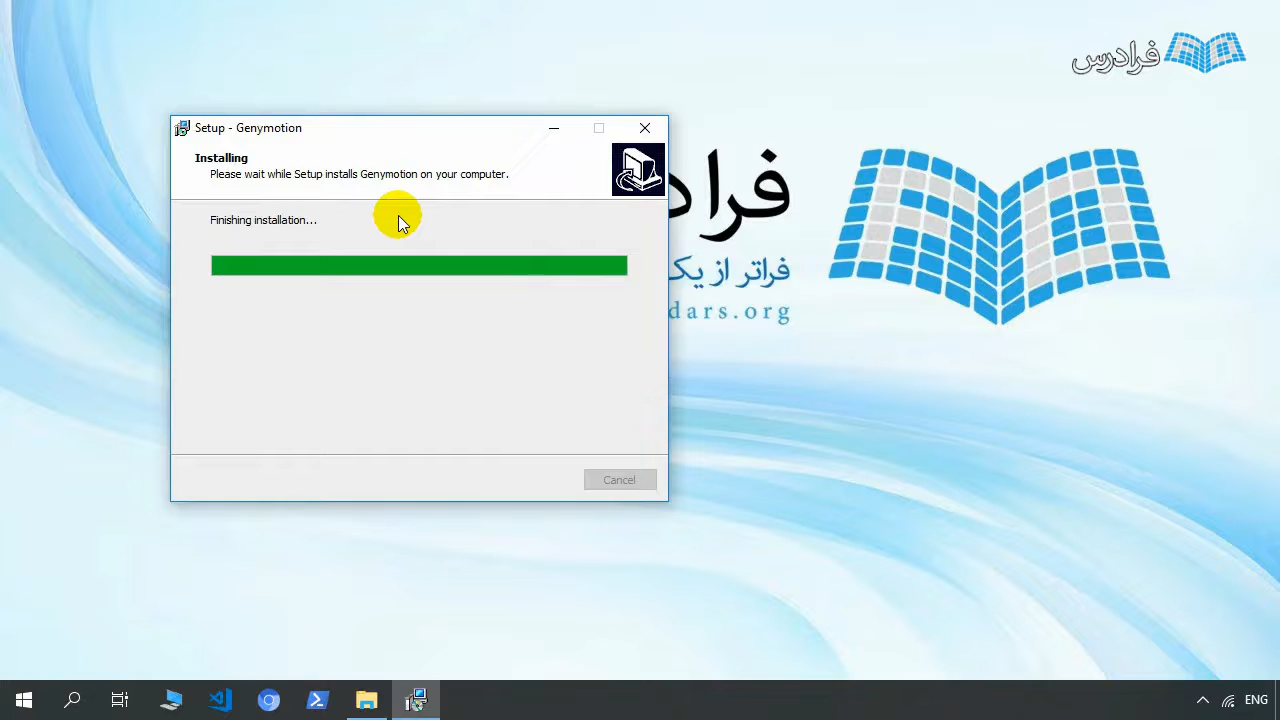 فرادرس
Setup - Genymotion
Installing
Please wait while Setup installs Genymotion on your computer.
Finishing installation...
Cancel
فراد
فراتر از یک
dars.org
ENG